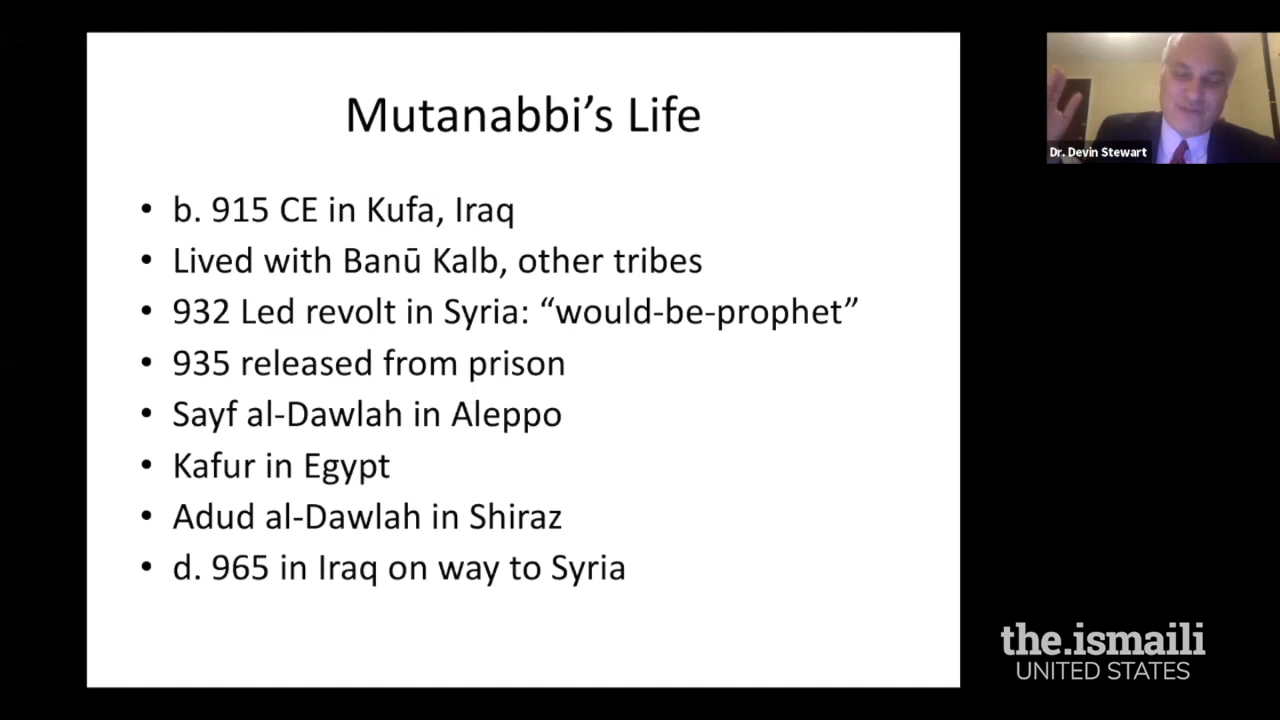 Mutanabbi’s Life
• b. 915 CE in Kufa, Iraq
• Lived with Banū Kalb, other tribes
• 932 Led revolt in Syria: “would-be-prophet”
• 935 released from prison
• Sayf al-Dawlah in Aleppo
• Kafur in Egypt
• Adud al-Dawlah in Shiraz
• d. 965 in Iraq on way to Syria
Dr. Devin Stewart
the.ismaili
UNITED STATES